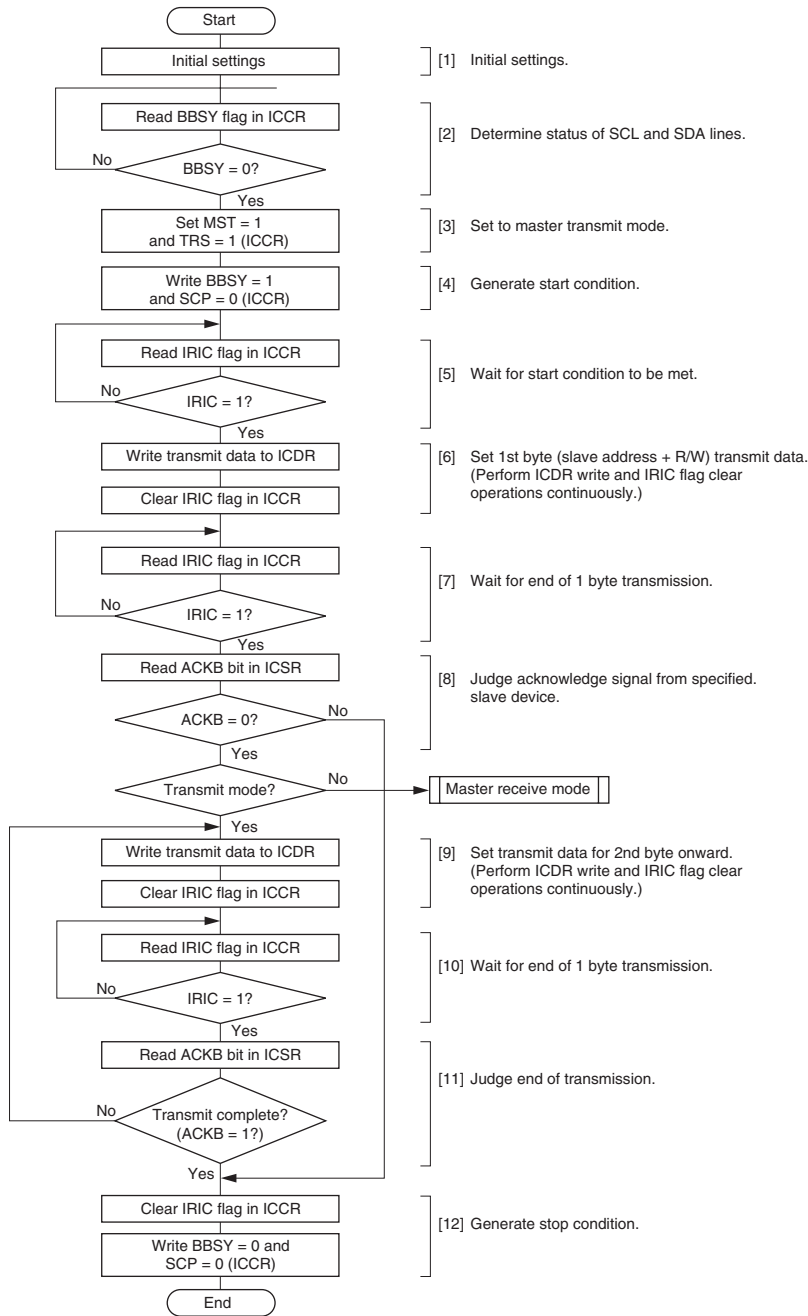 Start
Initial settings
[1] Initial settings.
Read BBSY flag in ICCR
[2] Determine status of SCL and SDA lines.
No
BBSY = 0?
Yes
Set MST = 1
and TRS = 1 (ICCR)
[3] Set to master transmit mode.
Write BBSY = 1
and SCP = 0 (ICCR)
[4] Generate start condition.
Read IRIC flag in ICCR
[5] Wait for start condition to be met.
No
IRIC = 1?
Yes
Write transmit data to ICDR
[6] Set 1st byte (slave address + R/W) transmit data.
(Perform ICDR write and IRIC flag clear
operations continuously.)
Clear IRIC flag in ICCR
Read IRIC flag in ICCR
[7] Wait for end of 1 byte transmission.
No
IRIC = 1?
Yes
Read ACKB bit in ICSR
[8] Judge acknowledge signal from specified.
slave device.
ACKB = 0?
No
Yes
Transmit mode?
No
Master receive mode
Yes
Write transmit data to ICDR
[9] Set transmit data for 2nd byte onward.
(Perform ICDR write and IRIC flag clear
operations continuously.)
Clear IRIC flag in ICCR
Read IRIC flag in ICCR
[10] Wait for end of 1 byte transmission.
No
IRIC = 1?
Yes
Read ACKB bit in ICSR
[11] Judge end of transmission.
No
Transmit complete?
(ACKB = 1?)
Yes
Clear IRIC flag in ICCR
[12] Generate stop condition.
Write BBSY = 0 and
SCP = 0 (ICCR)
End